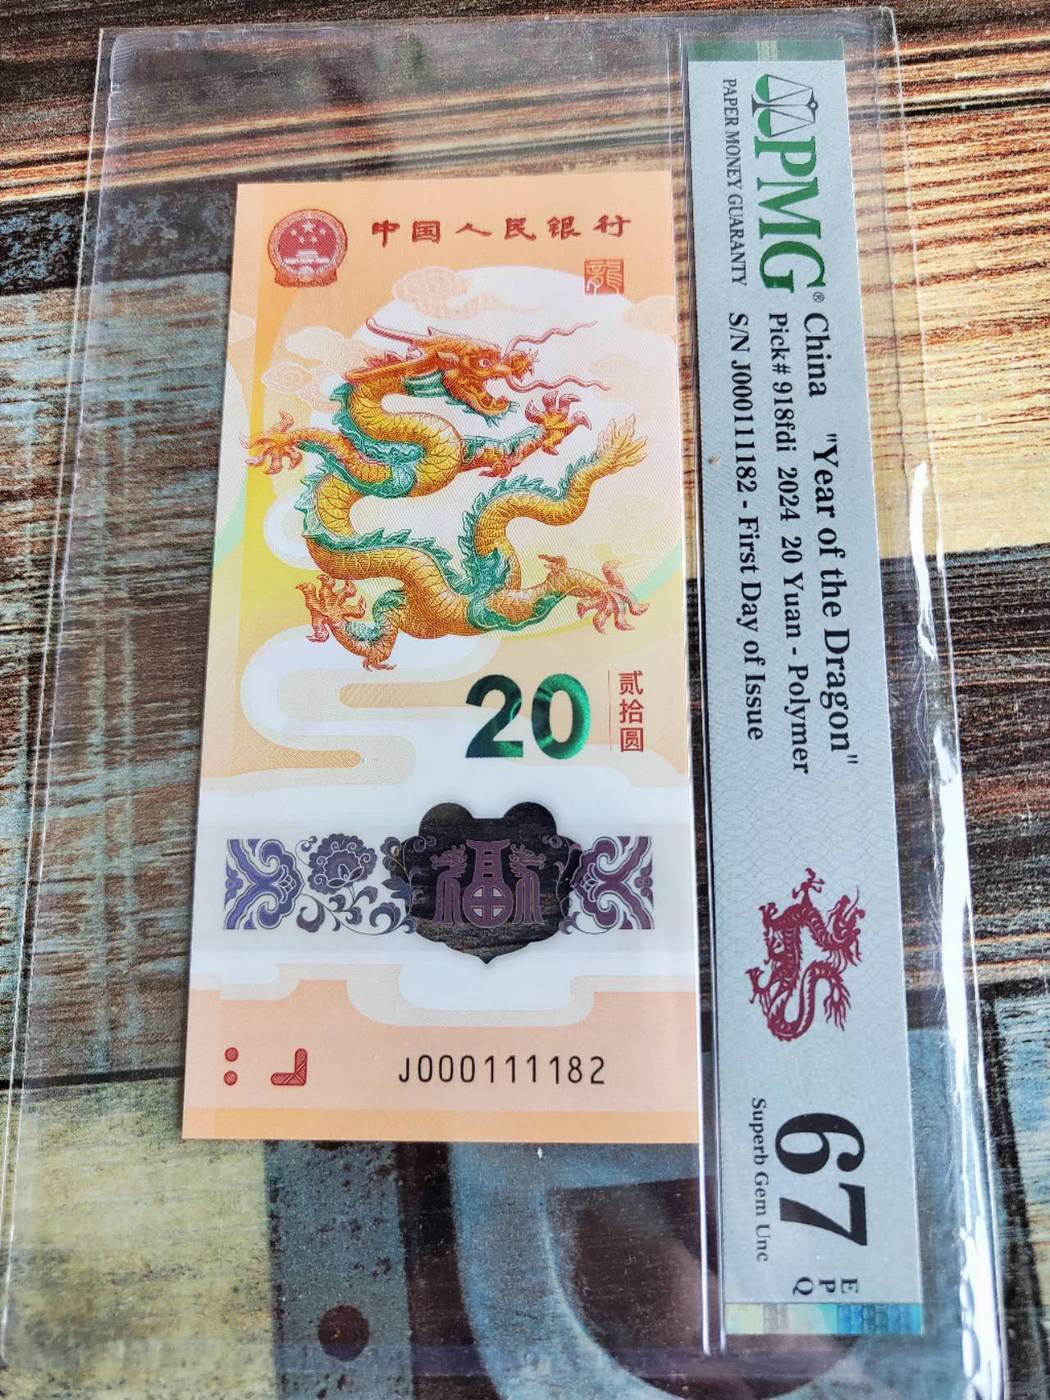 中国人民银行
龍
20
贰拾圆
福
J000111182
PMG®
PAPER MONEY GUARANTY
China "Year of the Dragon"
Pick# 918fdi 2024 20 Yuan - Polymer
S/N J000111182 - First Day of Issue
67
EPQ
Superb Gem Unc